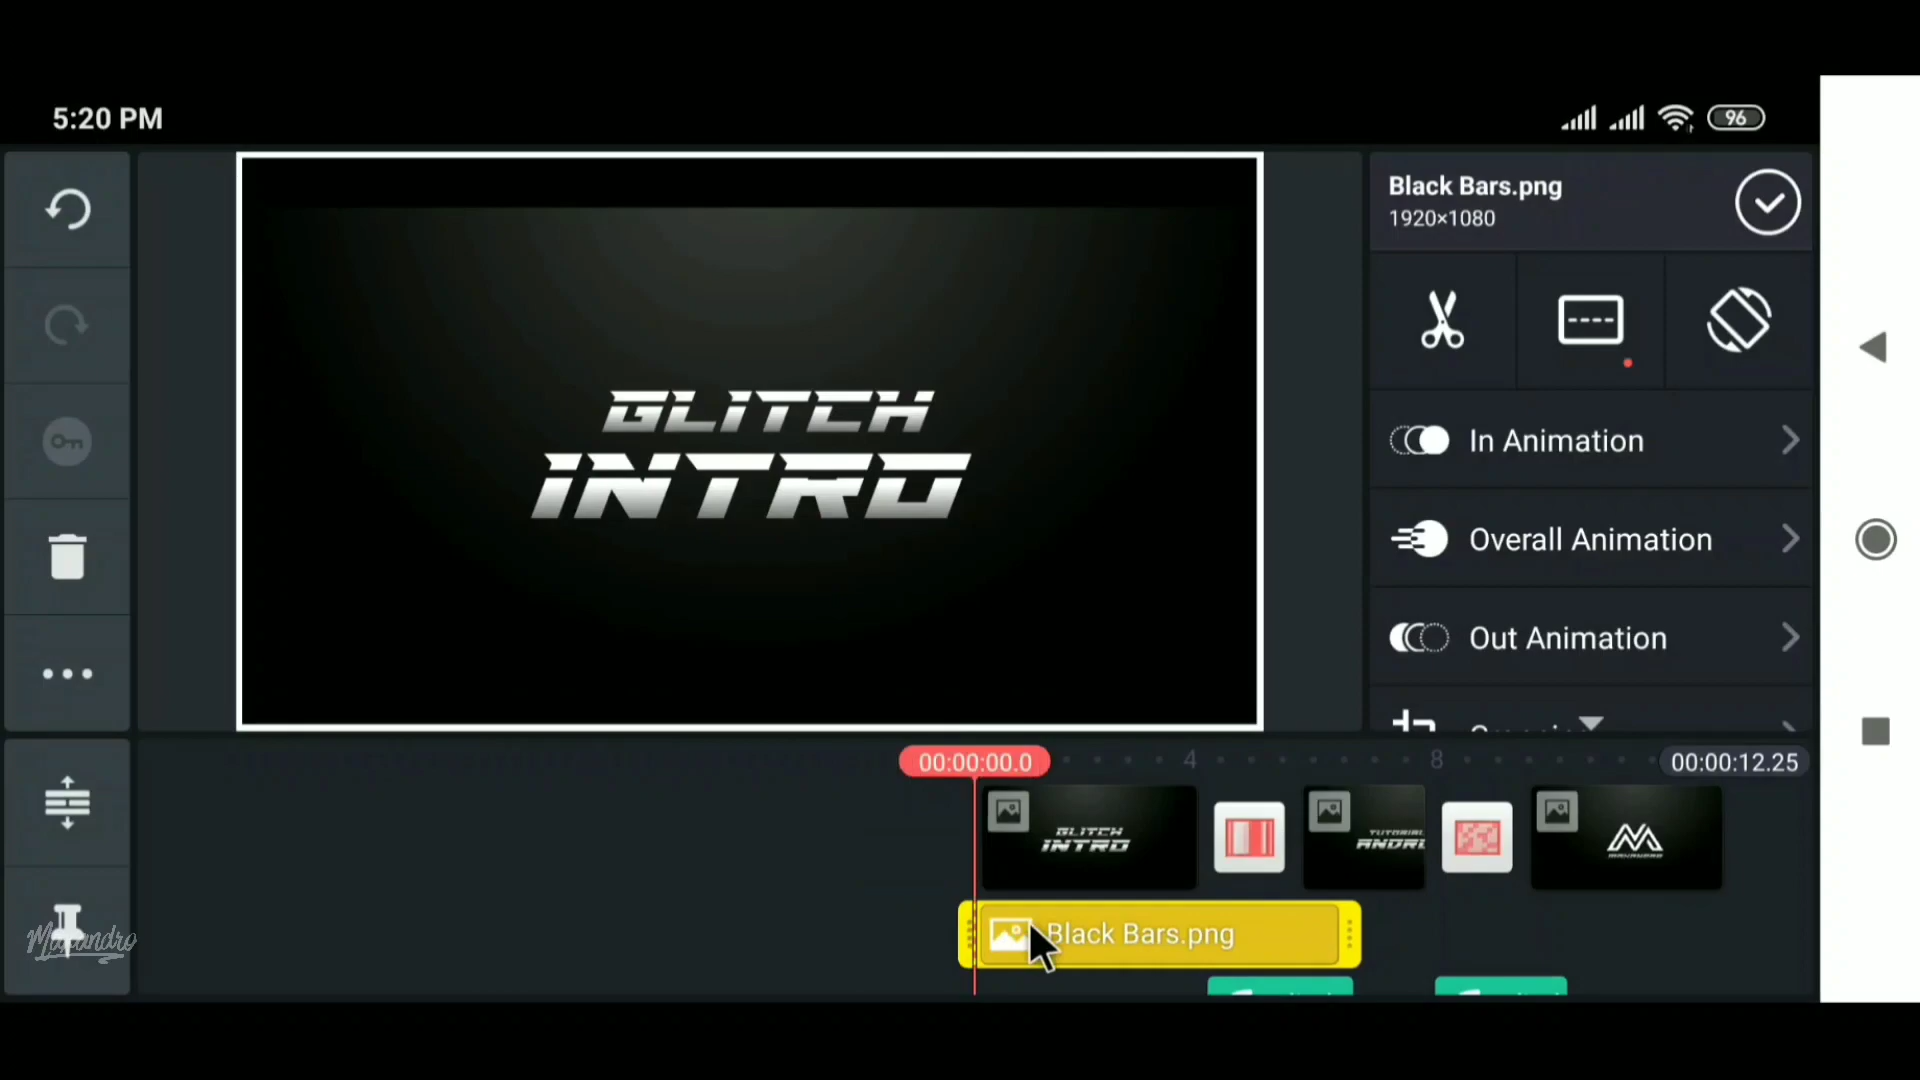 5:20 PM
96
Black Bars.png
1920×1080
GLITCH
INTRO
In Animation
Overall Animation
Out Animation
00:00:00.0
4
8
00:00:12.25
GLITCH
INTRO
TUTORIAL
Black Bars.png